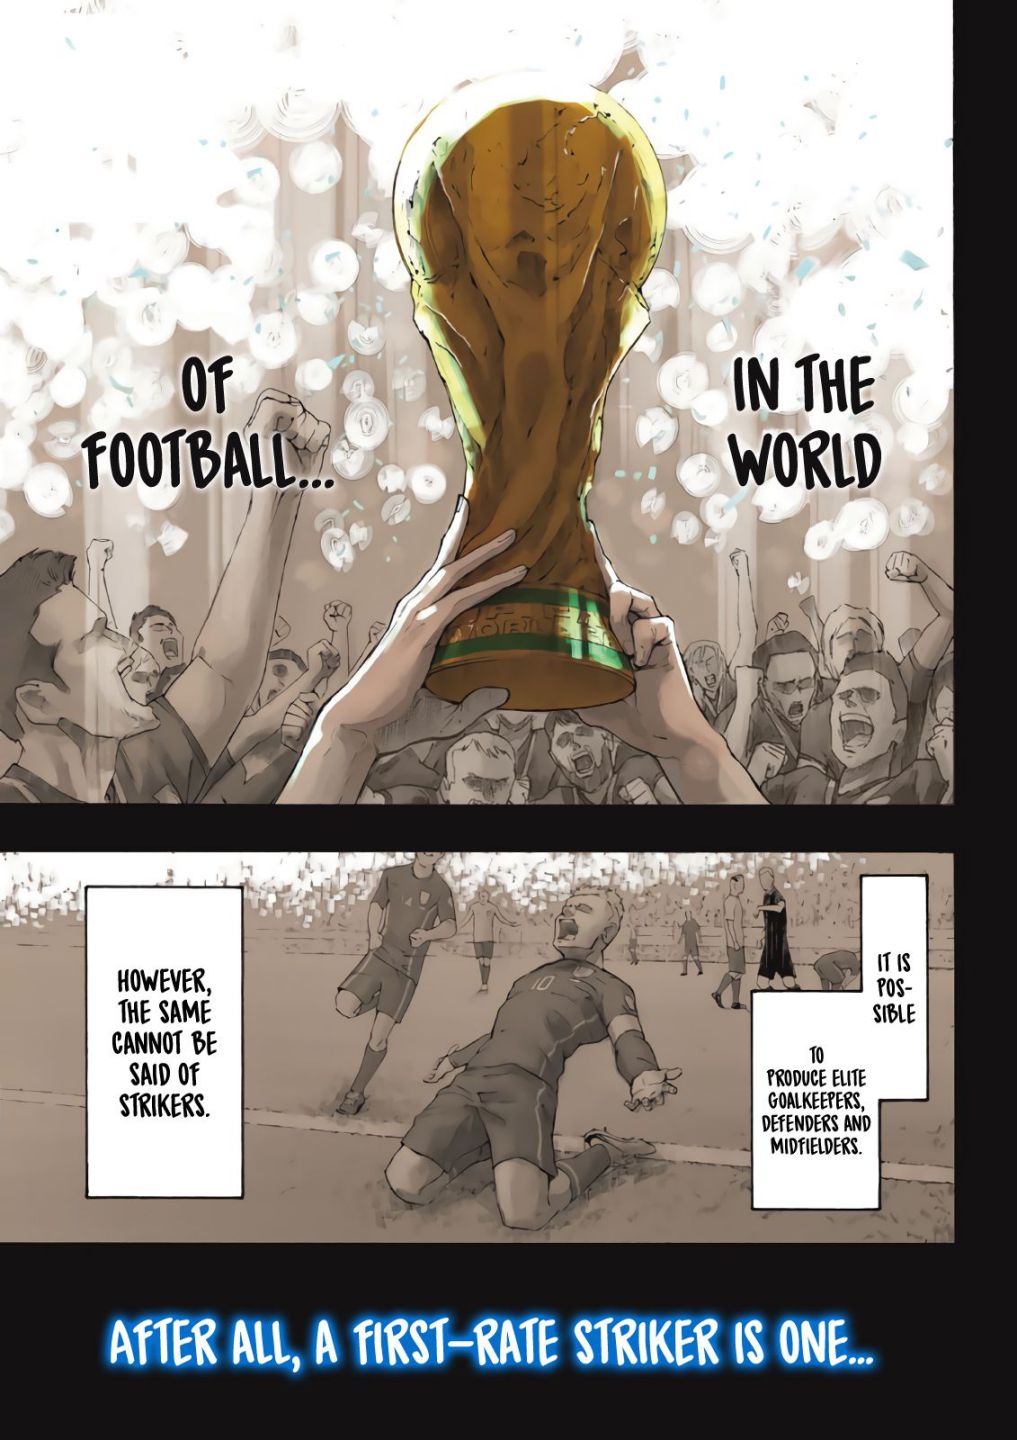 IN THE
WORLD
OF
FOOTBALL...
IT IS
POS-
SIBLE
TO
PRODUCE ELITE
GOALKEEPERS,
DEFENDERS AND
MIDFIELDERS.
HOWEVER,
THE SAME
CANNOT BE
SAID OF
STRIKERS.
10
AFTER ALL, A FIRST-RATE STRIKER IS ONE...